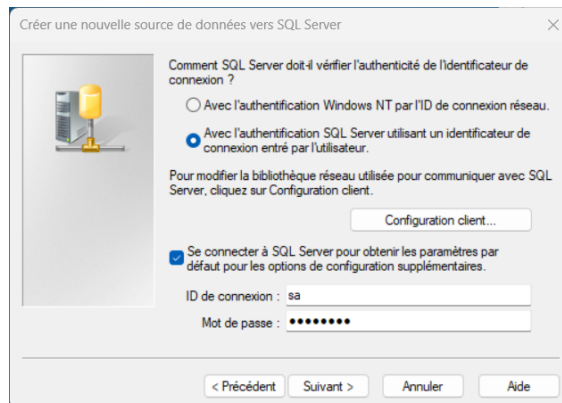 Créer une nouvelle source de données vers SQL Server
Comment SQL Server doit-il vérifier l'authenticité de l'identificateur de
connexion ?
Avec l'authentification Windows NT par l'ID de connexion réseau.
Avec l'authentification SQL Server utilisant un identificateur de
connexion entré par l'utilisateur.
Pour modifier la bibliothèque réseau utilisée pour communiquer avec SQL
Server, cliquez sur Configuration client.
Configuration client...
Se connecter à SQL Server pour obtenir les paramètres par
défaut pour les options de configuration supplémentaires.
ID de connexion : sa
Mot de passe : ●●●●●●●●
< Précédent Suivant > Annuler Aide